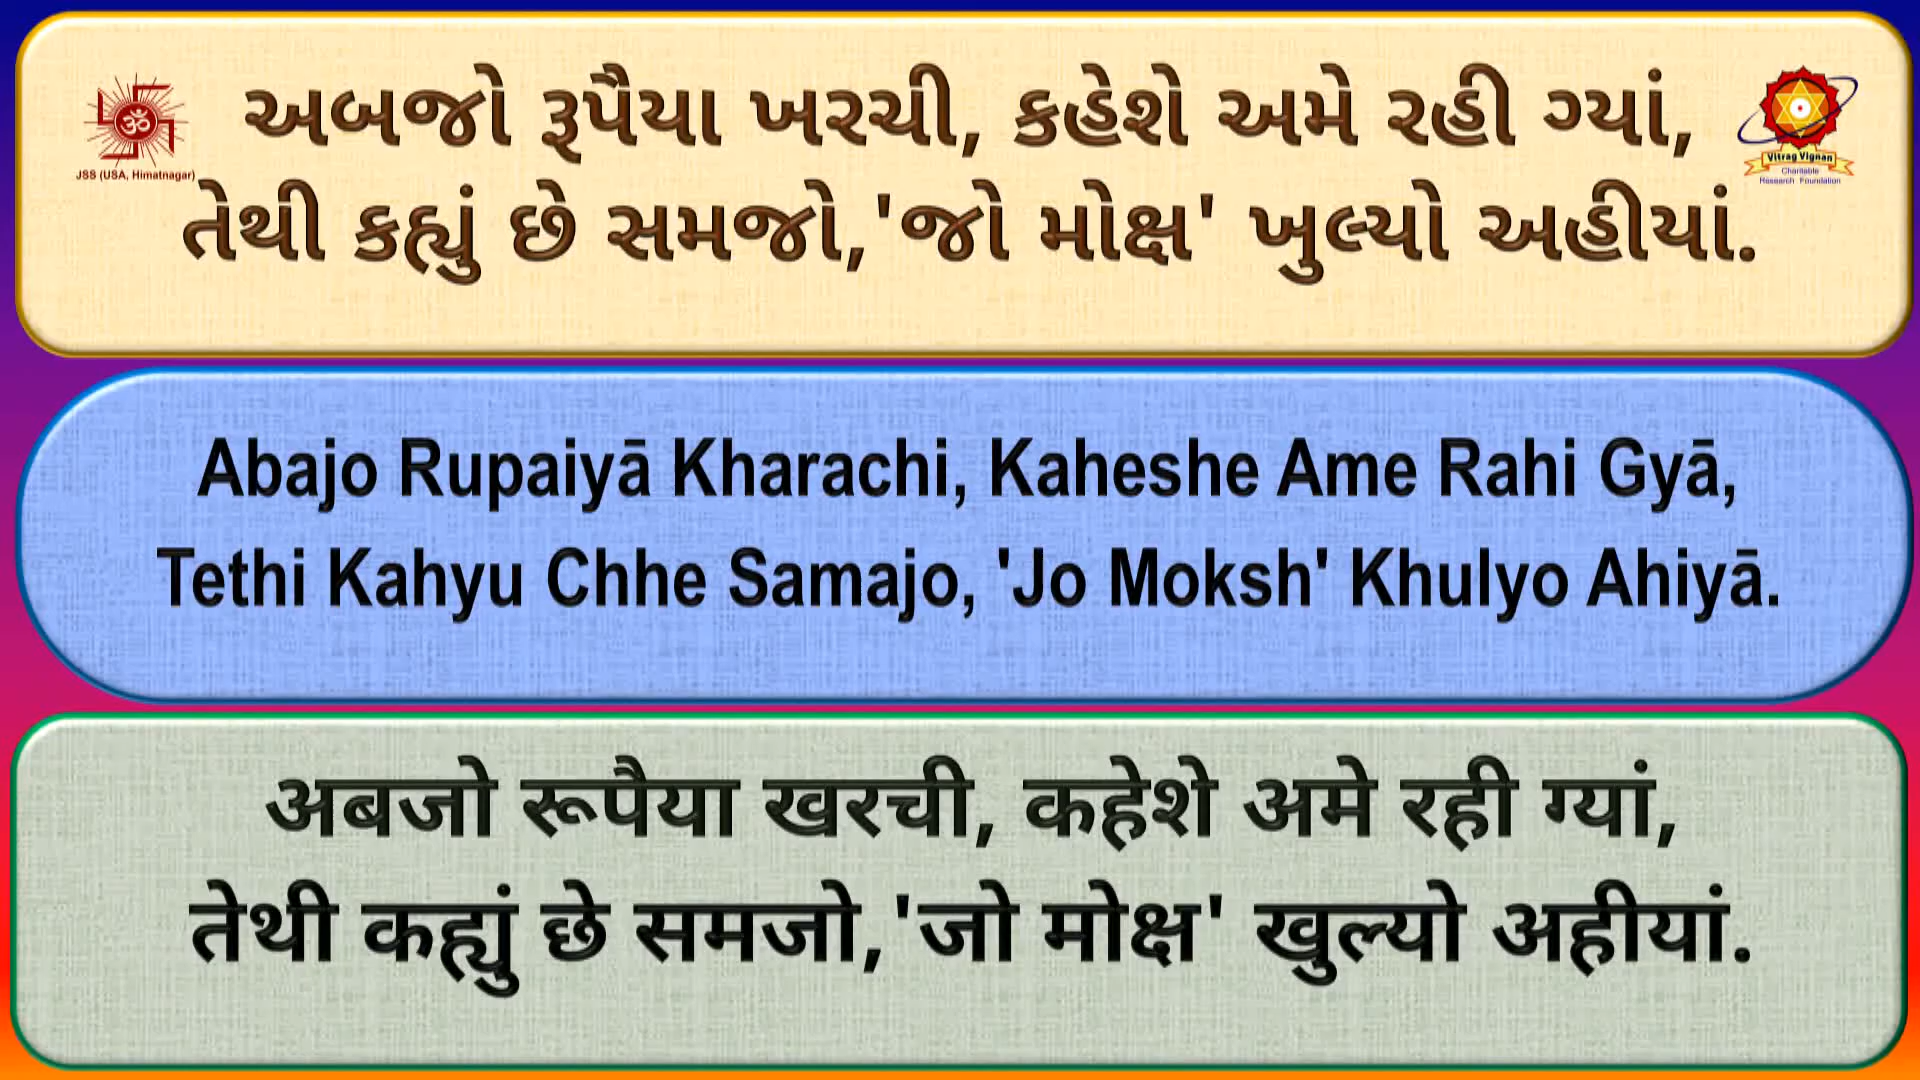 અબજો રૂપૈયા ખરચી, કહેશે અમે રહી ગ્યાં,
તેથી કહ્યું છે સમજો,'જો મોક્ષ' ખુલ્યો અહીયાં.
ॐ
JSS (USA, Himatnagar)
Vitrag Vignan
Charitable
Research Foundation
Abajo Rupaiyā Kharachi, Kaheshe Ame Rahi Gyā,
Tethi Kahyu Chhe Samajo, 'Jo Moksh' Khulyo Ahiyā.
अबजो रूपैया खरची, कहेशे अमे रही ग्यां,
तेथी कह्युं छे समजो,'जो मोक्ष' खुल्यो अहीयां.